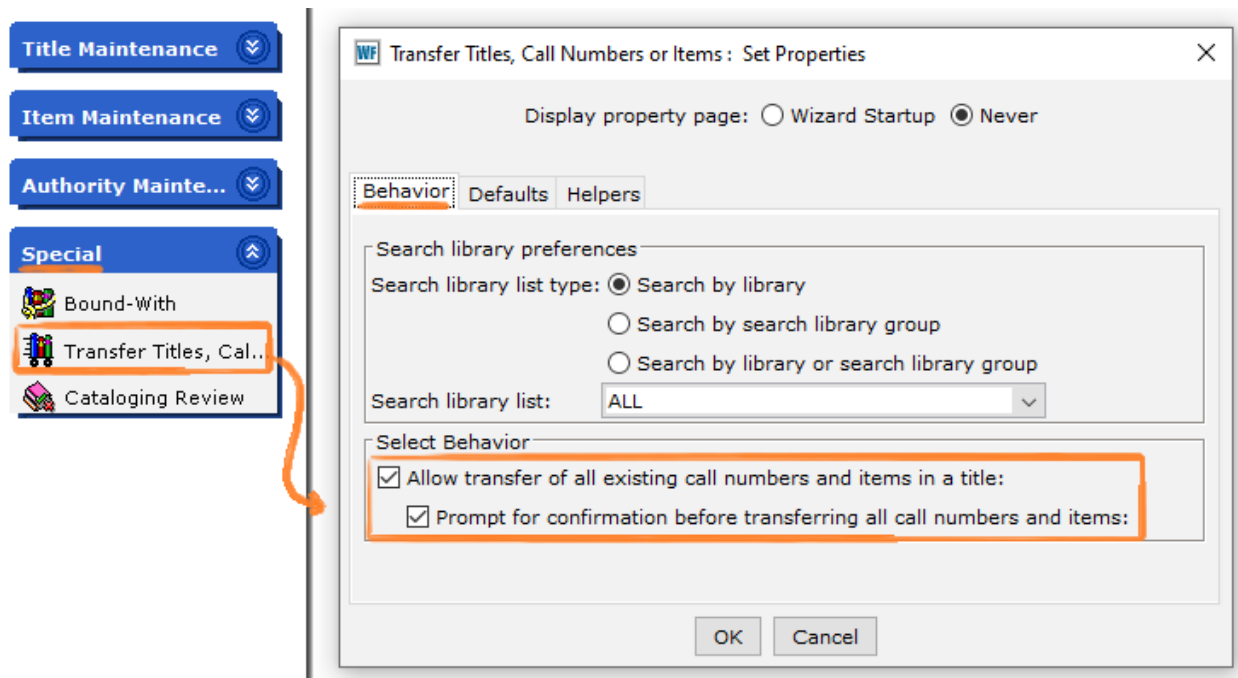 Title Maintenance
Item Maintenance
Authority Mainte...
Special
Bound-With
Transfer Titles, Cal...
Cataloging Review
WF Transfer Titles, Call Numbers or Items : Set Properties
Display property page: Wizard Startup Never
Behavior Defaults Helpers
Search library preferences
Search library list type: Search by library
Search by search library group
Search by library or search library group
Search library list: ALL
Select Behavior
Allow transfer of all existing call numbers and items in a title:
Prompt for confirmation before transferring all call numbers and items:
OK Cancel